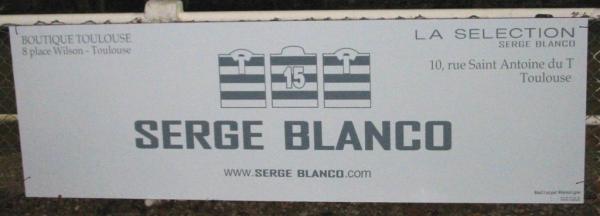 BOUTIQUE TOULOUSE
8 place Wilson - Toulouse
LA SELECTION
SERGE BLANCO
10, rue Saint Antoine du T
Toulouse
15
SERGE BLANCO
www.SERGE BLANCO.com